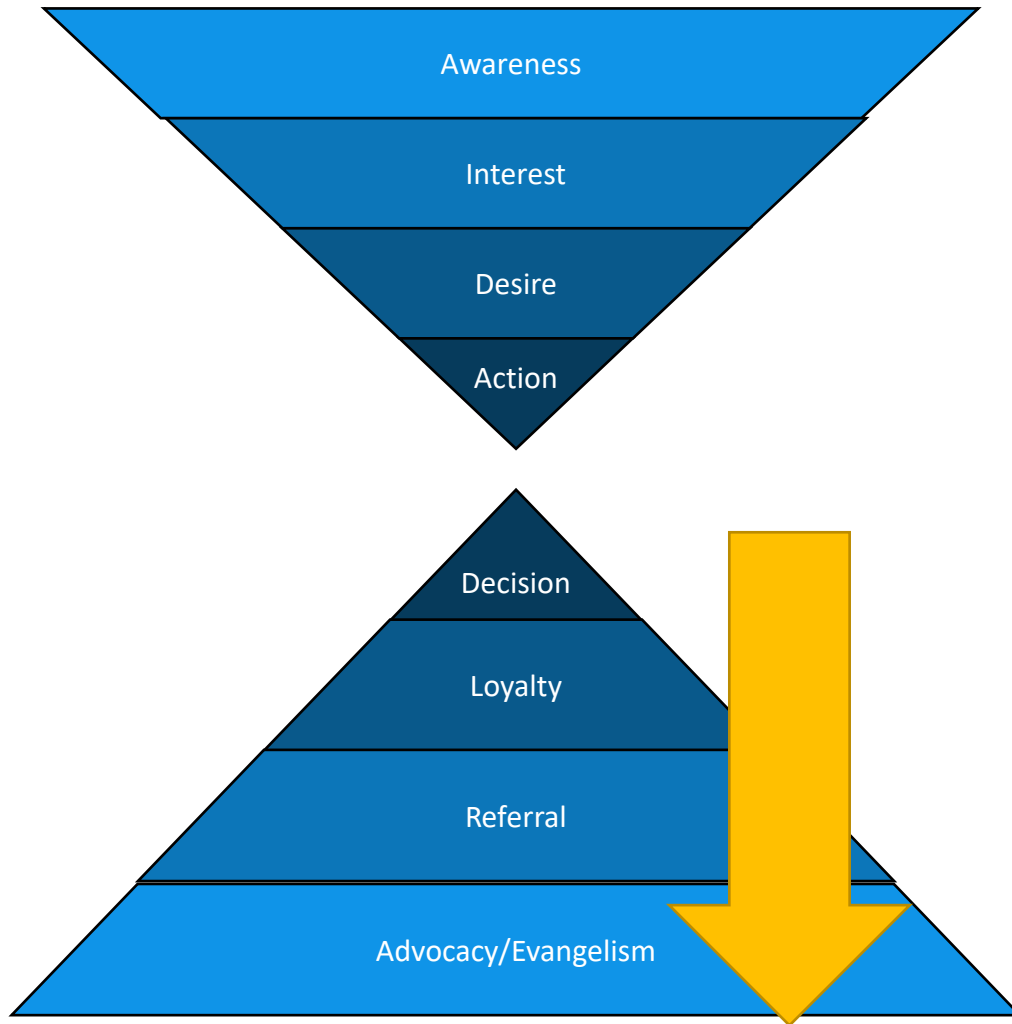 Awareness
Interest
Desire
Action
Decision
Loyalty
Referral
Advocacy/Evangelism